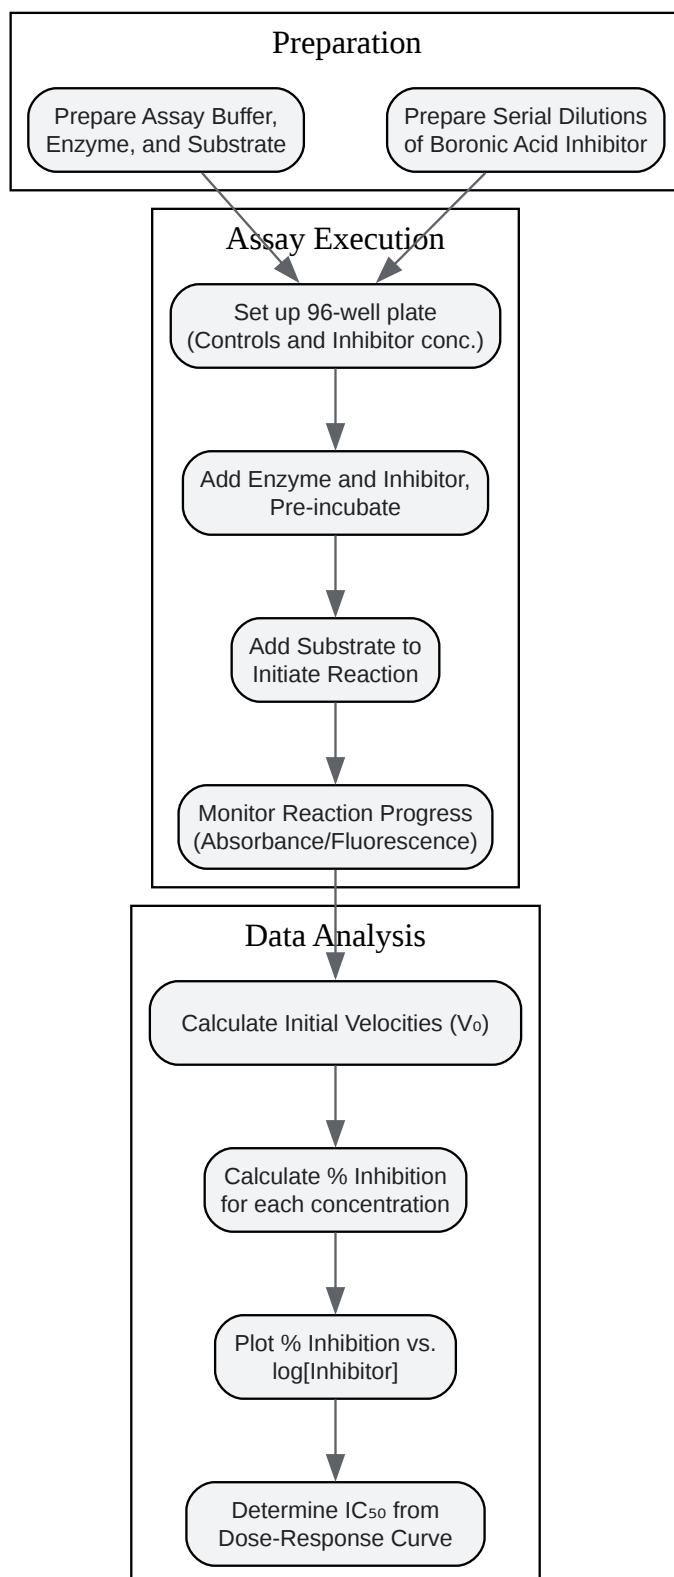 Preparation
Prepare Assay Buffer,
Enzyme, and Substrate
Prepare Serial Dilutions
of Boronic Acid Inhibitor
Assay Execution
Set up 96-well plate
(Controls and Inhibitor conc.)
Add Enzyme and Inhibitor,
Pre-incubate
Add Substrate to
Initiate Reaction
Monitor Reaction Progress
(Absorbance/Fluorescence)
Data Analysis
Calculate Initial Velocities (V₀)
Calculate % Inhibition
for each concentration
Plot % Inhibition vs.
log[Inhibitor]
Determine IC₅₀ from
Dose-Response Curve